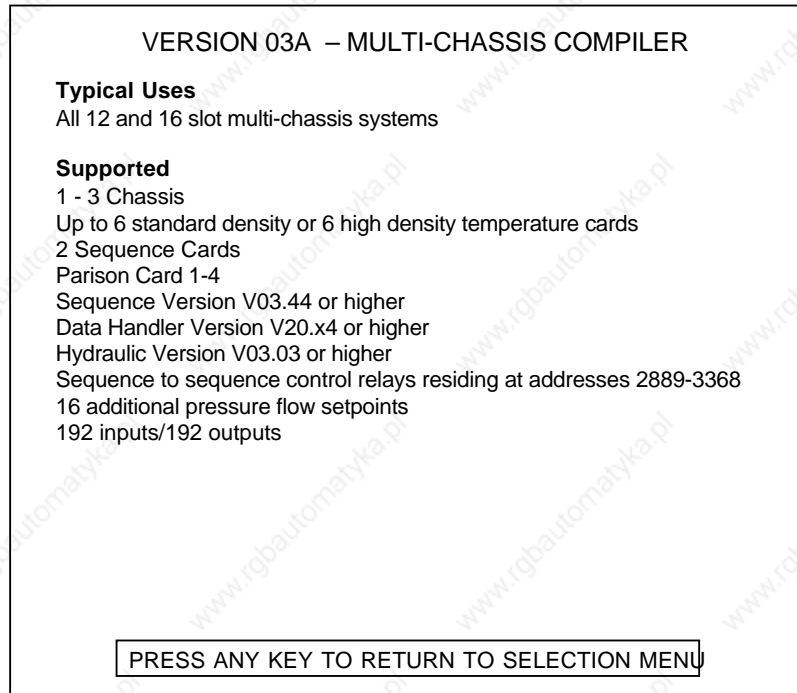 VERSION 03A – MULTI-CHASSIS COMPILER
Typical Uses
All 12 and 16 slot multi-chassis systems
Supported
1 - 3 Chassis
Up to 6 standard density or 6 high density temperature cards
2 Sequence Cards
Parison Card 1-4
Sequence Version V03.44 or higher
Data Handler Version V20.x4 or higher
Hydraulic Version V03.03 or higher
Sequence to sequence control relays residing at addresses 2889-3368
16 additional pressure flow setpoints
192 inputs/192 outputs
PRESS ANY KEY TO RETURN TO SELECTION MENU
www.rgbautomatyka.pl